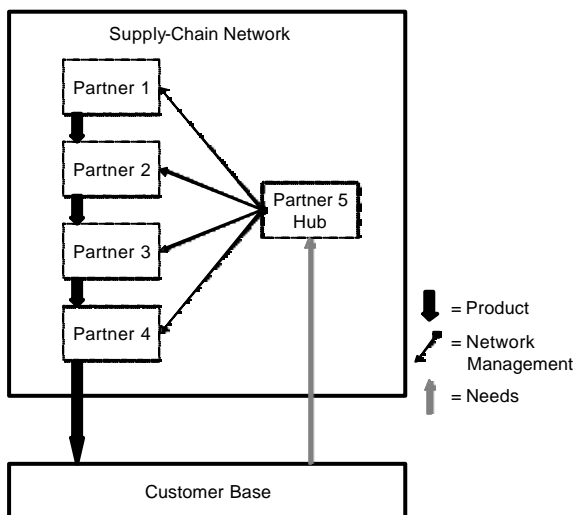 Supply-Chain Network
Partner 1
Partner 2
Partner 3
Partner 4
Partner 5
Hub
= Product
= Network
Management
= Needs
Customer Base